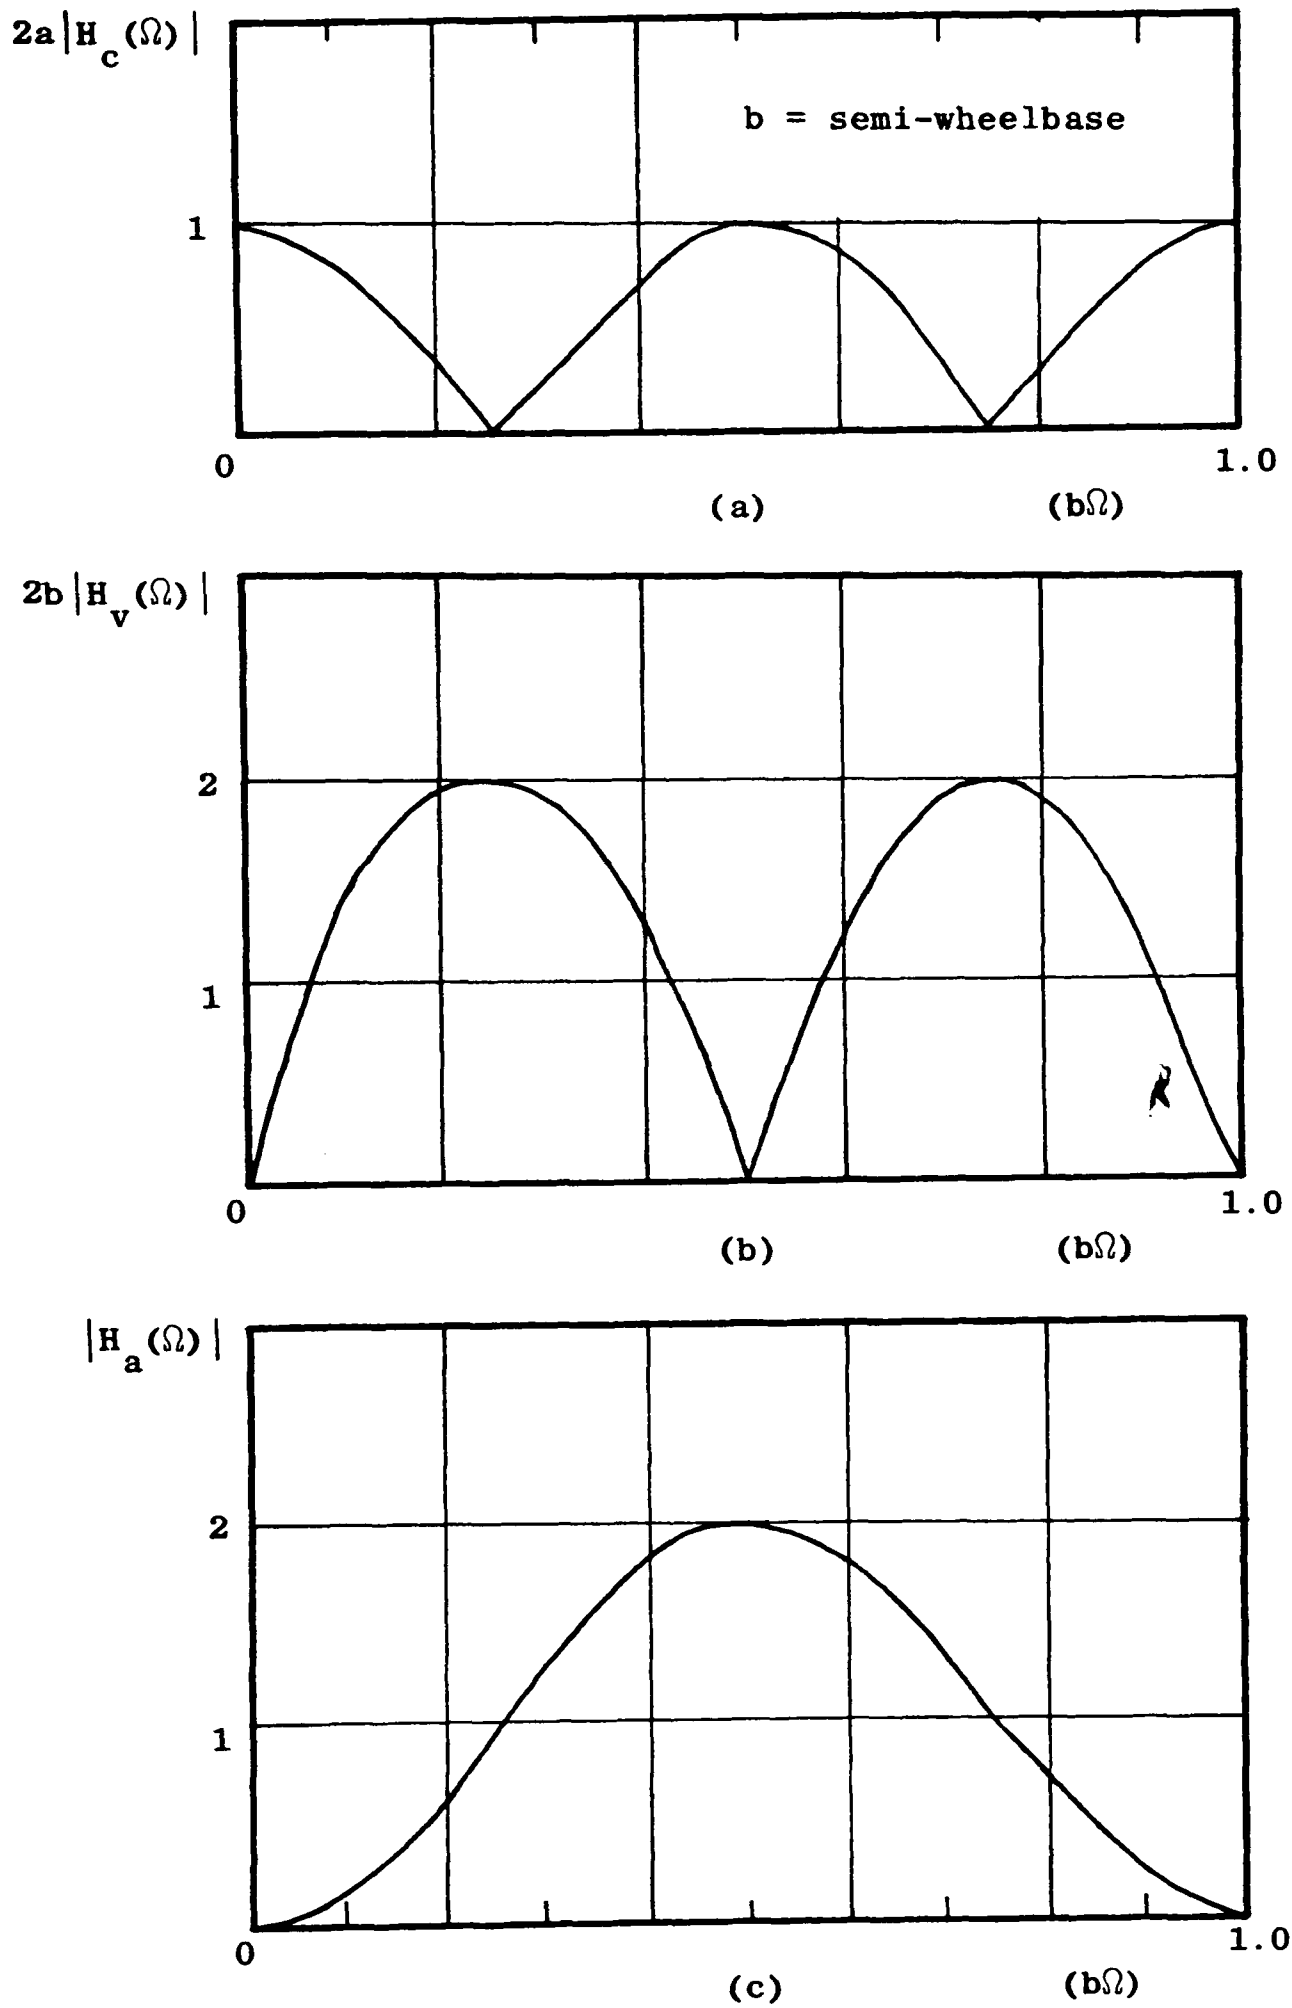 2a|H_c(Ω)|
b = semi-wheelbase
1
0
1.0
(a)
(bΩ)
2b|H_v(Ω)|
2
1
0
1.0
(b)
(bΩ)
|H_a(Ω)|
2
1
0
1.0
(c)
(bΩ)